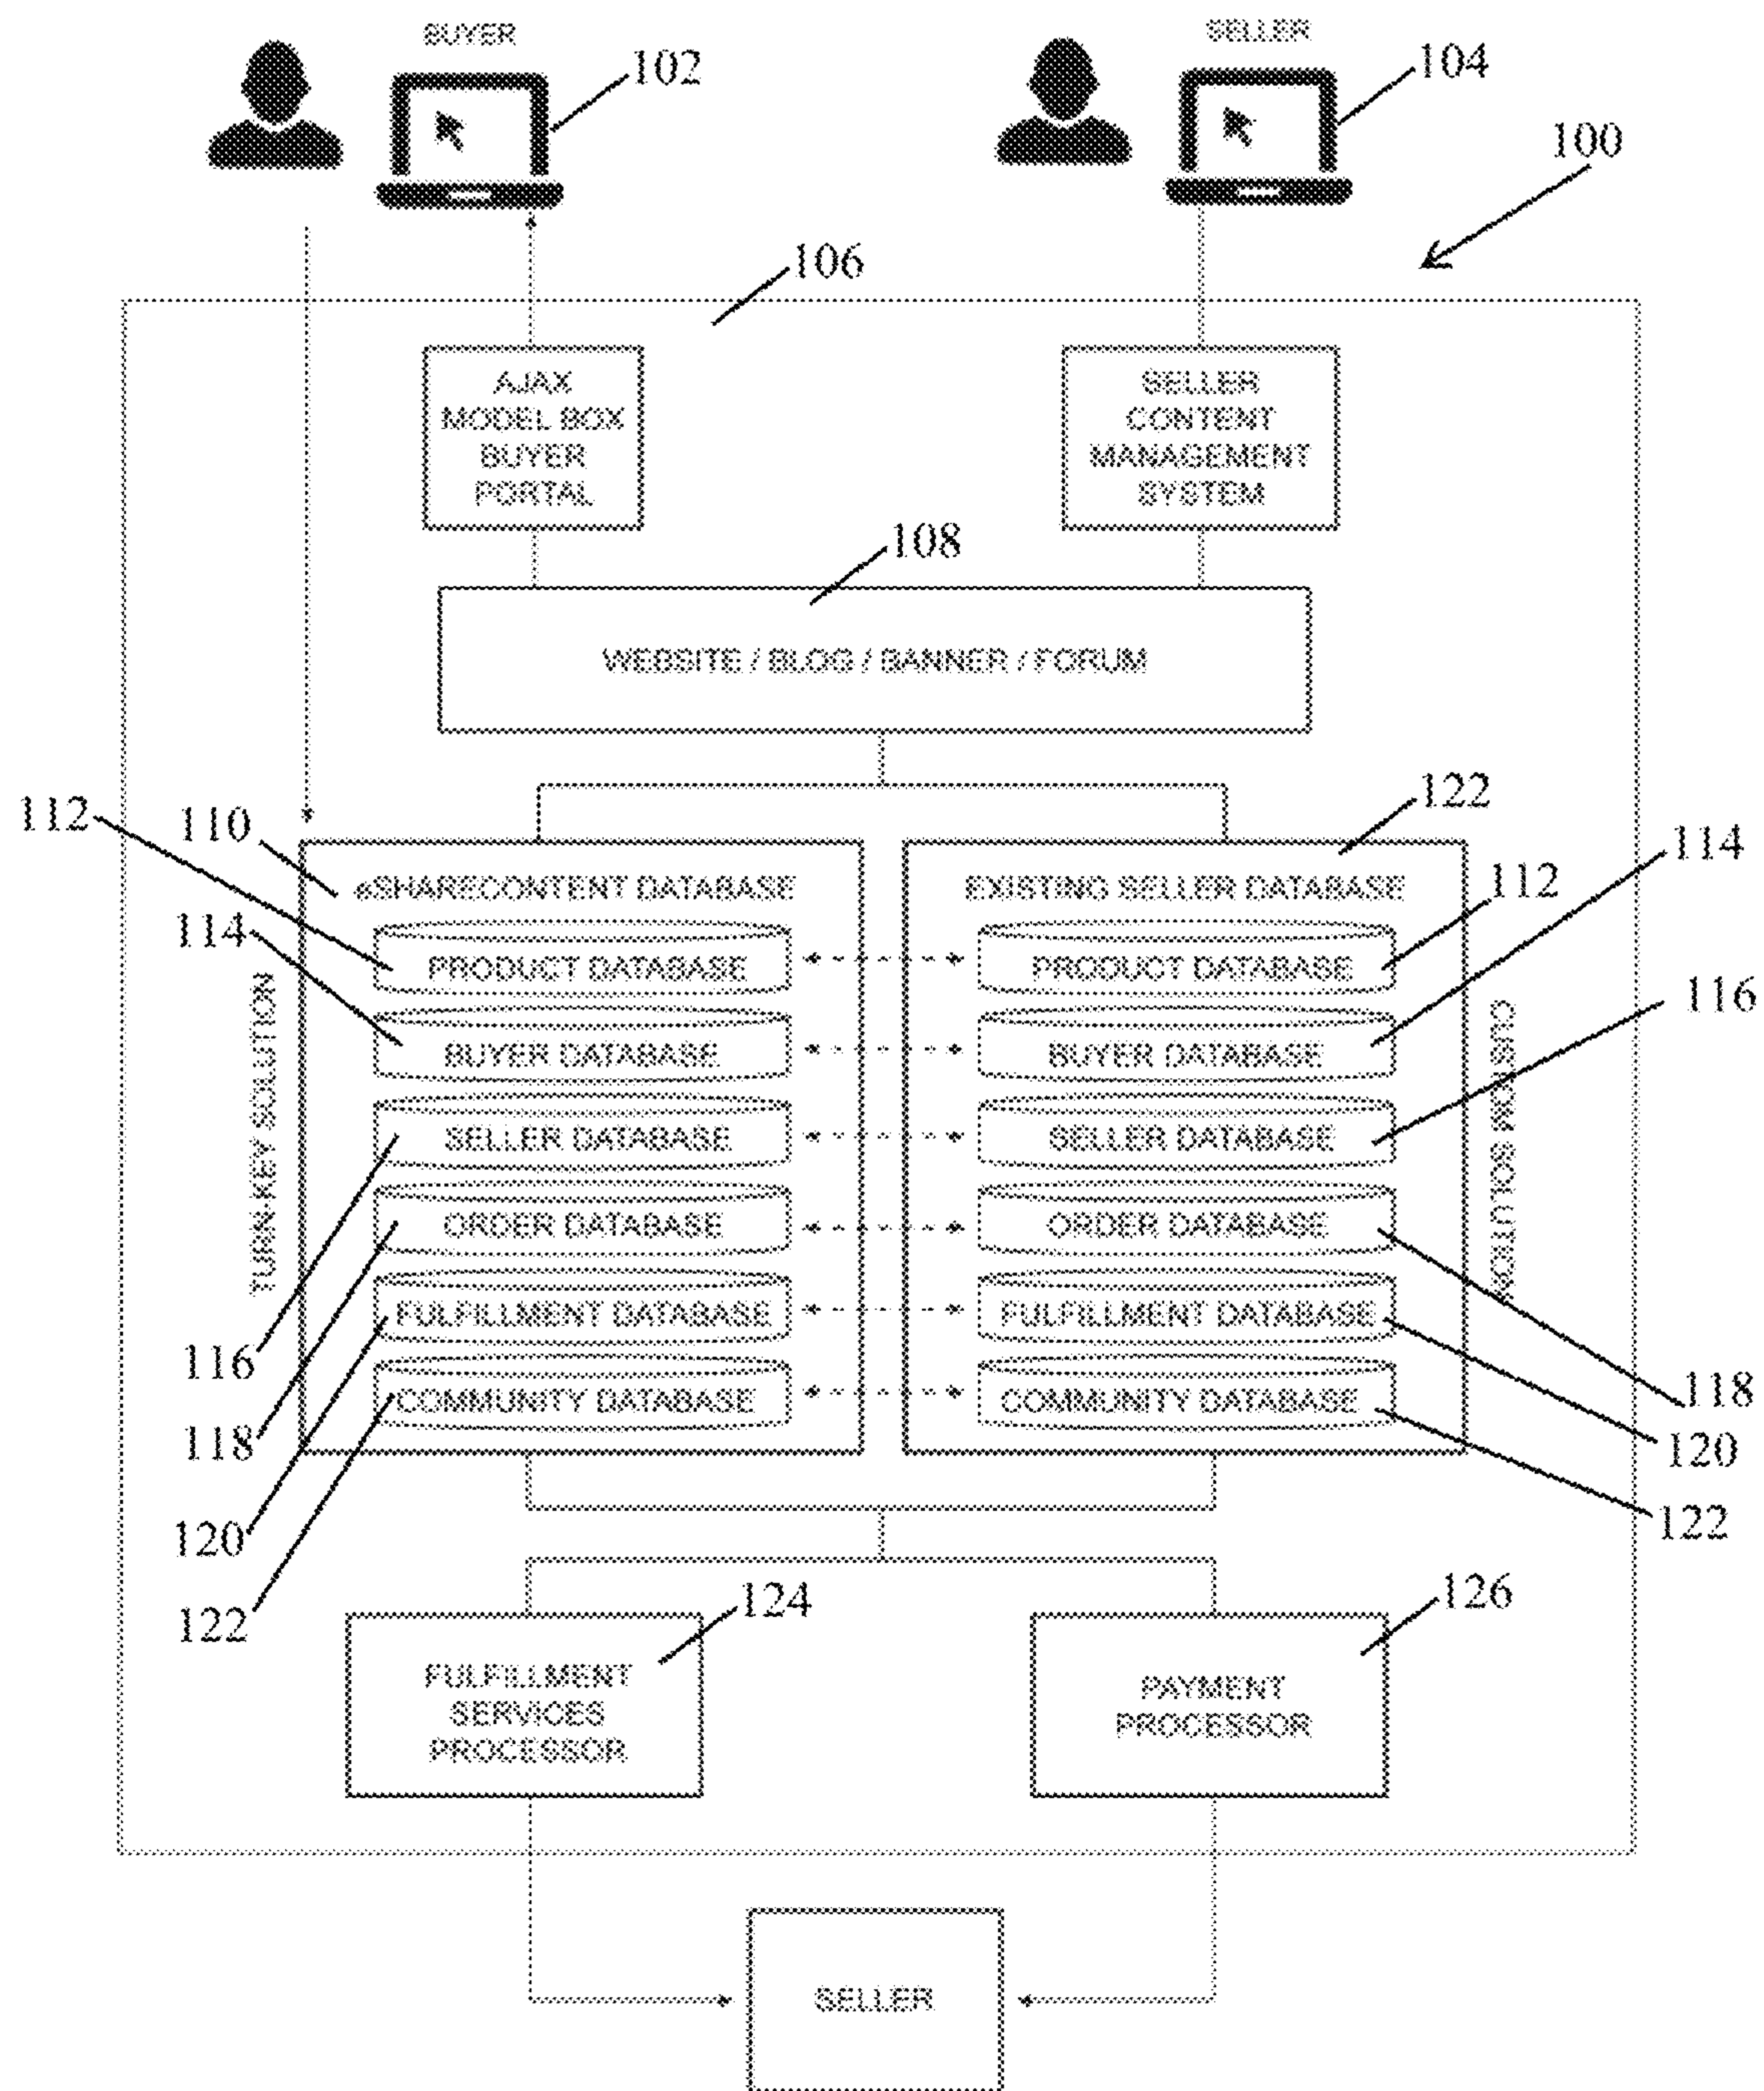 BUYER
SELLER
102
104
100
106
AJAX
MODEL BOX
BUYER
PORTAL
SELLER
CONTENT
MANAGEMENT
SYSTEM
108
WEBSITE / BLOG / BANNER / FORUM
112
110
114
122
114
112
116
eSHARECONTENT DATABASE
PRODUCT DATABASE
BUYER DATABASE
SELLER DATABASE
ORDER DATABASE
FULFILLMENT DATABASE
COMMUNITY DATABASE
EXISTING SELLER DATABASE
PRODUCT DATABASE
BUYER DATABASE
SELLER DATABASE
ORDER DATABASE
FULFILLMENT DATABASE
COMMUNITY DATABASE
TURN-KEY SOLUTION
CUSTOM SOLUTION
116
118
120
122
118
120
122
124
126
FULFILLMENT
SERVICES
PROCESSOR
PAYMENT
PROCESSOR
SELLER